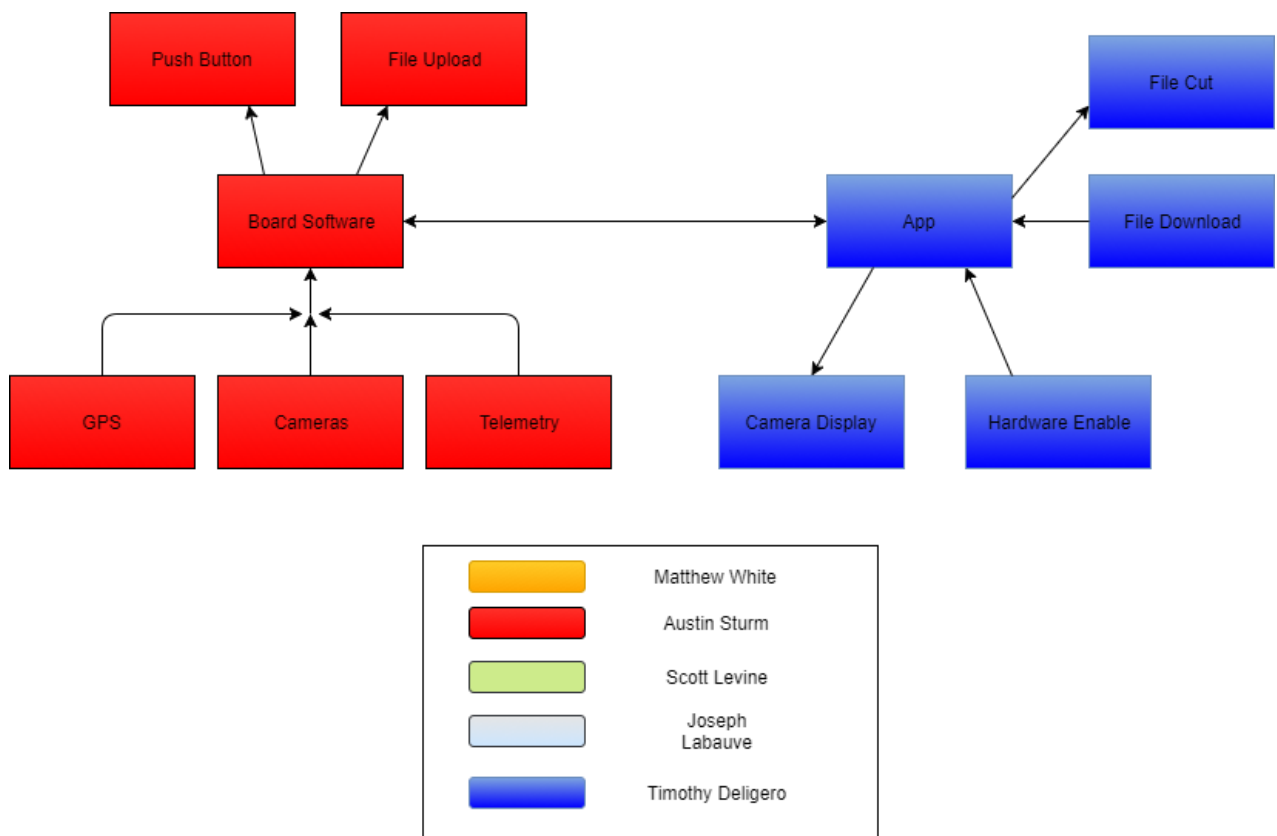 Push Button
File Upload
File Cut
Board Software
App
File Download
GPS
Cameras
Telemetry
Camera Display
Hardware Enable
Matthew White
Austin Sturm
Scott Levine
Joseph
Labauve
Timothy Deligero